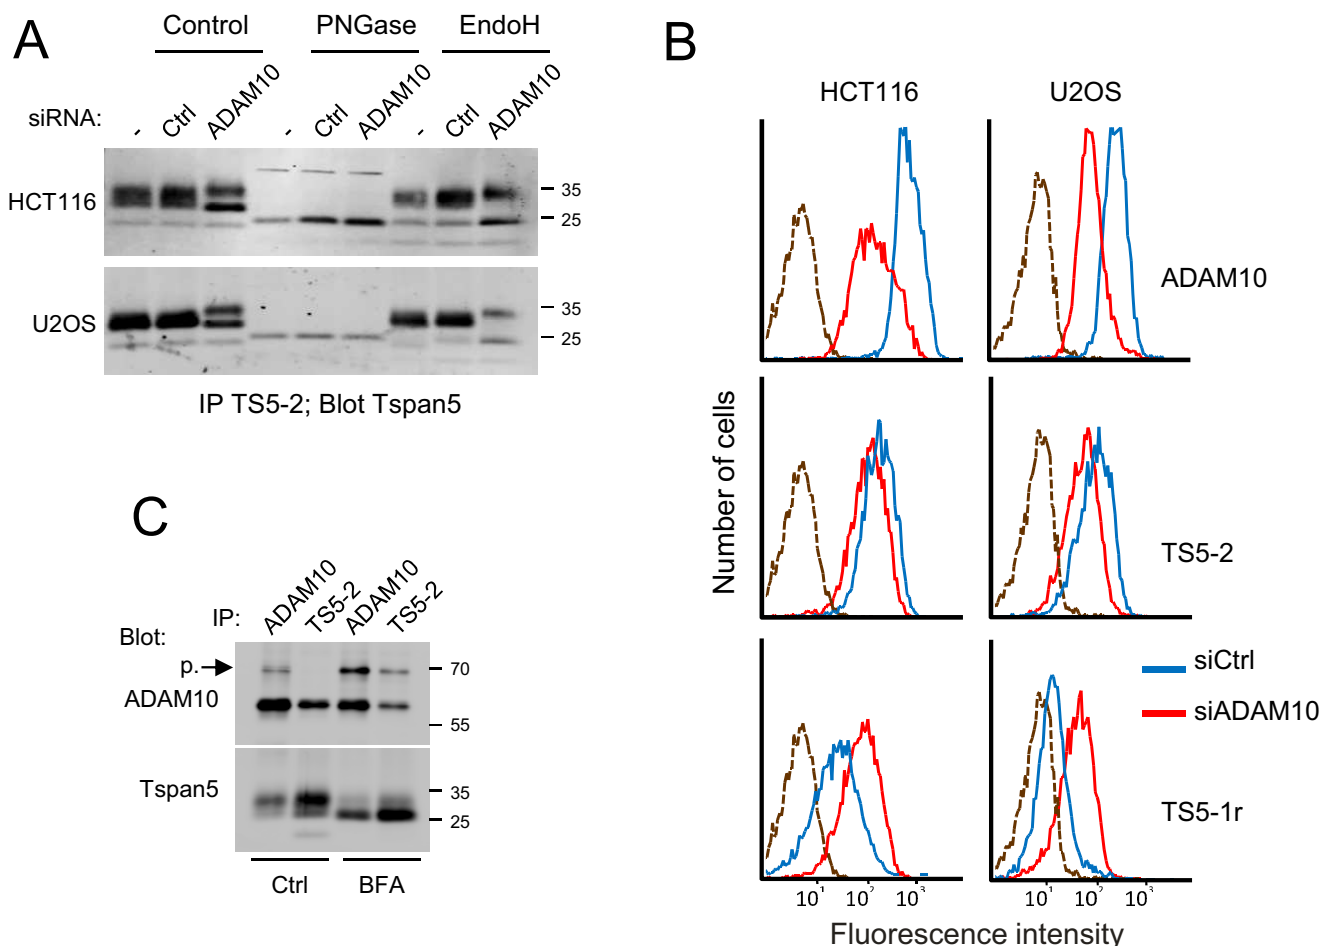 A
Control PNGase EndoH
siRNA: - Ctrl ADAM10 - Ctrl ADAM10 - Ctrl ADAM10
HCT116
35
25
U2OS
35
25
IP TS5-2; Blot Tspan5
B
HCT116 U2OS
ADAM10
TS5-2
TS5-1r
siCtrl
siADAM10
Number of cells
10¹ 10² 10³ 10¹ 10² 10³
Fluorescence intensity
C
IP: ADAM10 TS5-2 ADAM10 TS5-2
Blot:
p. 70
ADAM10
55
Tspan5 35
25
Ctrl BFA